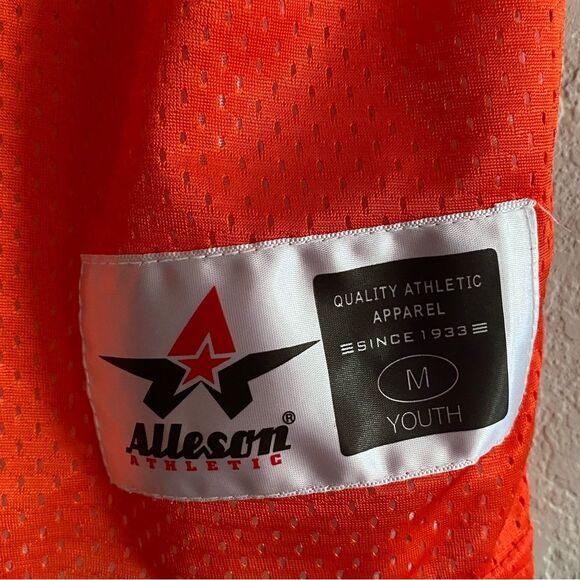 Alleson®
ATHLETIC
QUALITY ATHLETIC
APPAREL
SINCE 1933
M
YOUTH